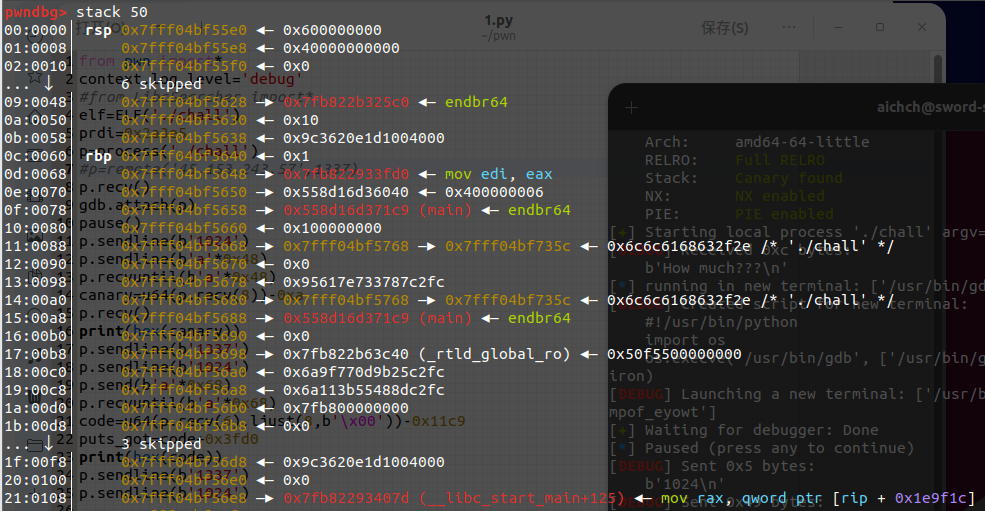 pwndbg> stack 50
00:0000│ rsp 0x7fff04bf55e0 ◂— 0x600000000
01:0008│     0x7fff04bf55e8 ◂— 0x40000000000
02:0010│     0x7fff04bf55f0 ◂— 0x0
... ↓        6 skipped
09:0048│     0x7fff04bf5628 —▸ 0x7fb822b325c0 ◂— endbr64
0a:0050│     0x7fff04bf5630 ◂— 0x10
0b:0058│     0x7fff04bf5638 ◂— 0x9c3620e1d1004000
0c:0060│ rbp 0x7fff04bf5640 ◂— 0x1
0d:0068│     0x7fff04bf5648 —▸ 0x7fb822933fd0 ◂— mov edi, eax
0e:0070│     0x7fff04bf5650 —▸ 0x558d16d36040 ◂— 0x400000006
0f:0078│     0x7fff04bf5658 —▸ 0x558d16d371c9 (main) ◂— endbr64
10:0080│     0x7fff04bf5660 ◂— 0x100000000
11:0088│     0x7fff04bf5668 —▸ 0x7fff04bf5768 —▸ 0x7fff04bf735c ◂— 0x6c6c6168632f2e /* './chall' */
12:0090│     0x7fff04bf5670 ◂— 0x0
13:0098│     0x7fff04bf5678 ◂— 0x95617e733787c2fc
14:00a0│     0x7fff04bf5680 —▸ 0x7fff04bf5768 —▸ 0x7fff04bf735c ◂— 0x6c6c6168632f2e /* './chall' */
15:00a8│     0x7fff04bf5688 —▸ 0x558d16d371c9 (main) ◂— endbr64
16:00b0│     0x7fff04bf5690 ◂— 0x0
17:00b8│     0x7fff04bf5698 —▸ 0x7fb822b63c40 (_rtld_global_ro) ◂— 0x50f5500000000
18:00c0│     0x7fff04bf56a0 ◂— 0x6a9f770d9b25c2fc
19:00c8│     0x7fff04bf56a8 ◂— 0x6a113b55488dc2fc
1a:00d0│     0x7fff04bf56b0 ◂— 0x7fb800000000
1b:00d8│     0x7fff04bf56b8 ◂— 0x0
... ↓        3 skipped
1f:00f8│     0x7fff04bf56d8 ◂— 0x9c3620e1d1004000
20:0100│     0x7fff04bf56e0 ◂— 0x0
21:0108│     0x7fff04bf56e8 —▸ 0x7fb82293407d (__libc_start_main+125) ◂— mov rax, qword ptr [rip + 0x1e9f1c]
1.py
~/pwn
保存(S)
context.log_level='debug'
p.recv()
pause()
aichch@sword-s
Arch: amd64-64-little
RELRO: Full RELRO
Stack: Canary found
NX: NX enabled
PIE: PIE enabled
[+] Starting local process './chall' argv=
b'How much???\n'
[*] running in new terminal: ['/usr/bin/gd
#!/usr/bin/python
import os
iron)
[DEBUG] Launching a new terminal: ['/usr/b
mpof_eyowt']
[+] Waiting for debugger: Done
[*] Paused (press any to continue)
[DEBUG] Sent 0x5 bytes:
b'1024\n'